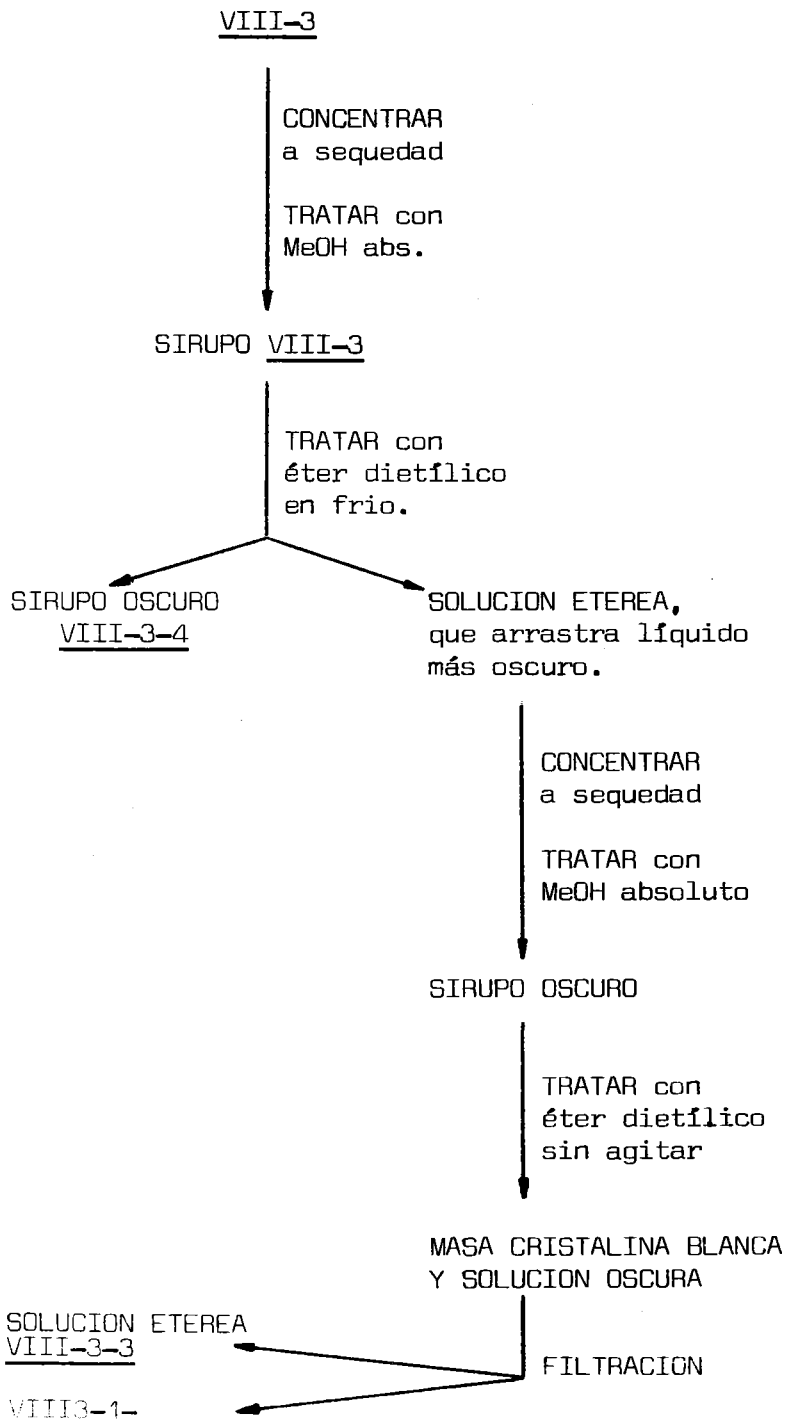 VIII-3
CONCENTRAR
a sequedad
TRATAR con
MeOH abs.
SIRUPO VIII-3
TRATAR con
éter dietílico
en frio.
SIRUPO OSCURO
VIII-3-4
SOLUCION ETEREA,
que arrastra líquido
más oscuro.
CONCENTRAR
a sequedad
TRATAR con
MeOH absoluto
SIRUPO OSCURO
TRATAR con
éter dietílico
sin agitar
MASA CRISTALINA BLANCA
Y SOLUCION OSCURA
SOLUCION ETEREA
VIII-3-3
FILTRACION
VIII3-1-